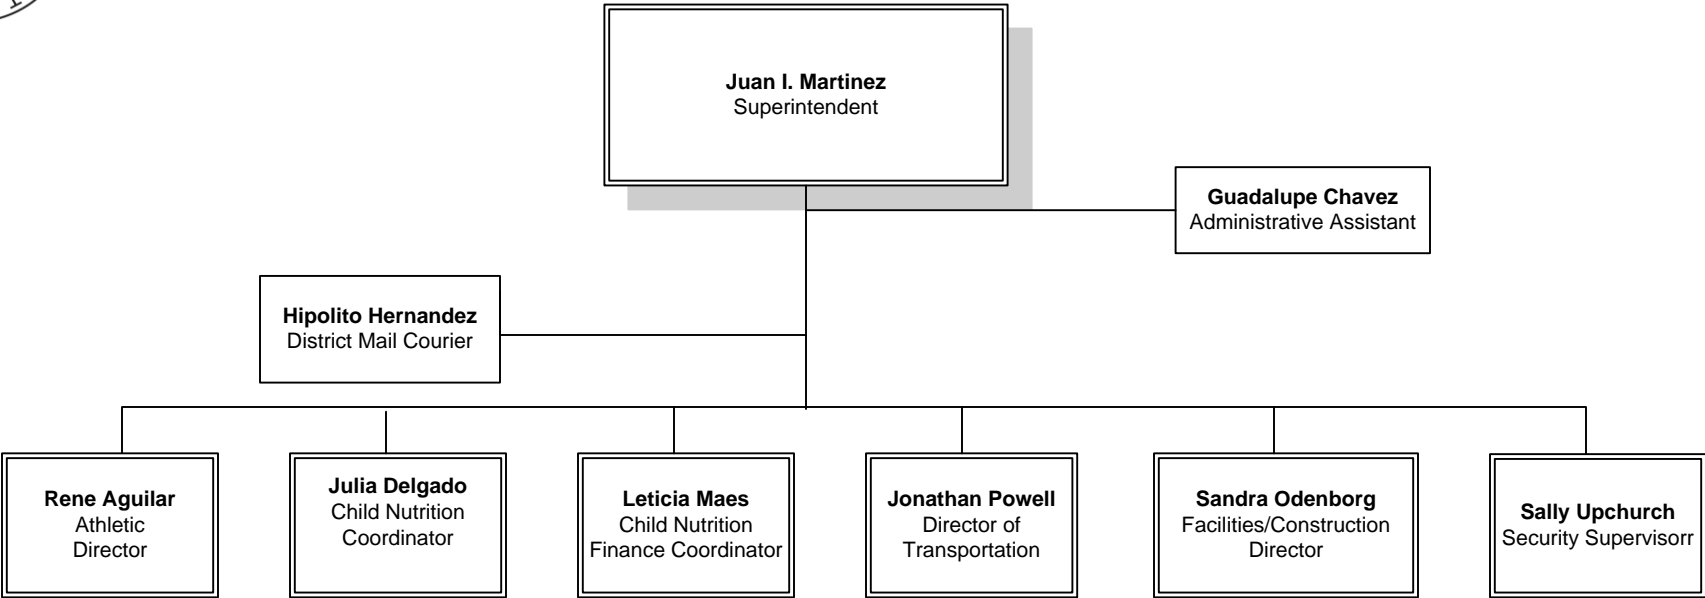 Juan I. Martinez
Superintendent
Guadalupe Chavez
Administrative Assistant
Hipolito Hernandez
District Mail Courier
Rene Aguilar
Athletic
Director
Julia Delgado
Child Nutrition
Coordinator
Leticia Maes
Child Nutrition
Finance Coordinator
Jonathan Powell
Director of
Transportation
Sandra Odenborg
Facilities/Construction
Director
Sally Upchurch
Security Supervisorr